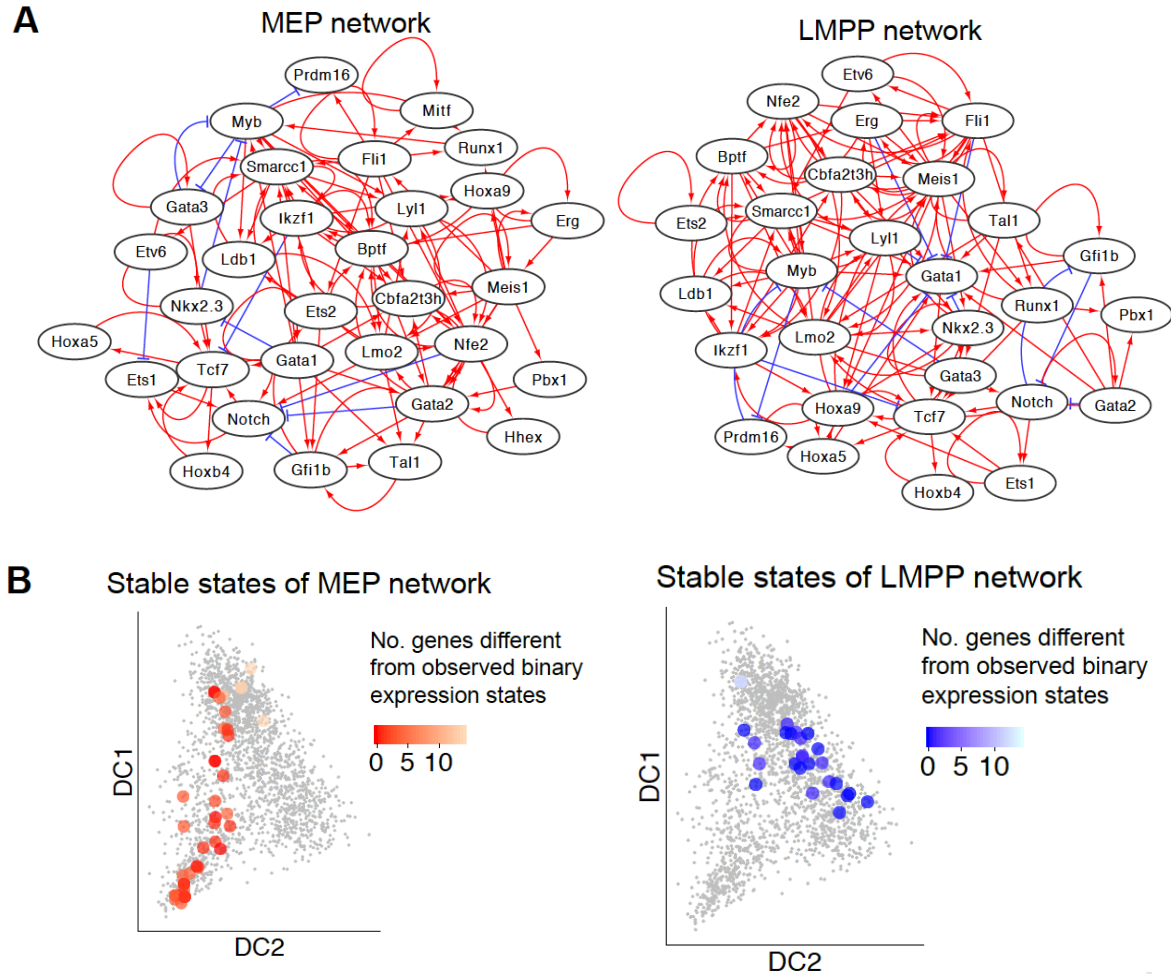 A
MEP network
LMPP network
Prdm16
Mitf
Myb
Runx1
Smarcc1
Fli1
Hoxa9
Gata3
Ikzf1
Lyl1
Erg
Etv6
Ldb1
Bptf
Meis1
Nkx2.3
Ets2
Cbfa2t3h
Hoxa5
Ets1
Tcf7
Gata1
Lmo2
Nfe2
Notch
Gata2
Pbx1
Hhex
Hoxb4
Gfi1b
Tal1
Etv6
Nfe2
Erg
Fli1
Bptf
Cbfa2t3h
Meis1
Ets2
Smarcc1
Lyl1
Tal1
Myb
Gata1
Gfi1b
Ldb1
Runx1
Pbx1
Ikzf1
Lmo2
Nkx2.3
Gata3
Prdm16
Hoxa9
Tcf7
Notch
Gata2
Hoxa5
Hoxb4
Ets1
B
Stable states of MEP network
DC1
DC2
No. genes different
from observed binary
expression states
0 5 10
Stable states of LMPP network
DC1
DC2
No. genes different
from observed binary
expression states
0 5 10